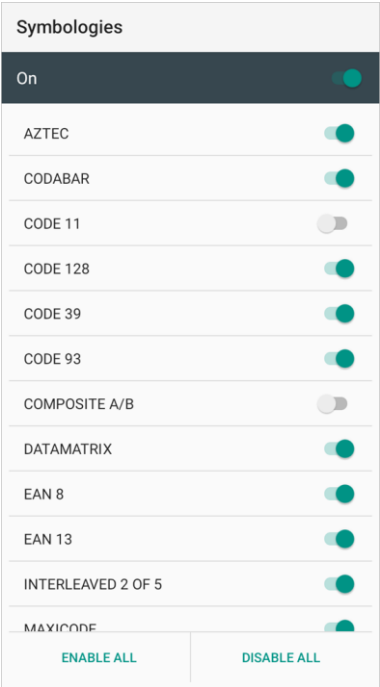 Symbologies
On
AZTEC
CODABAR
CODE 11
CODE 128
CODE 39
CODE 93
COMPOSITE A/B
DATAMATRIX
EAN 8
EAN 13
INTERLEAVED 2 OF 5
MAXICODE
ENABLE ALL
DISABLE ALL